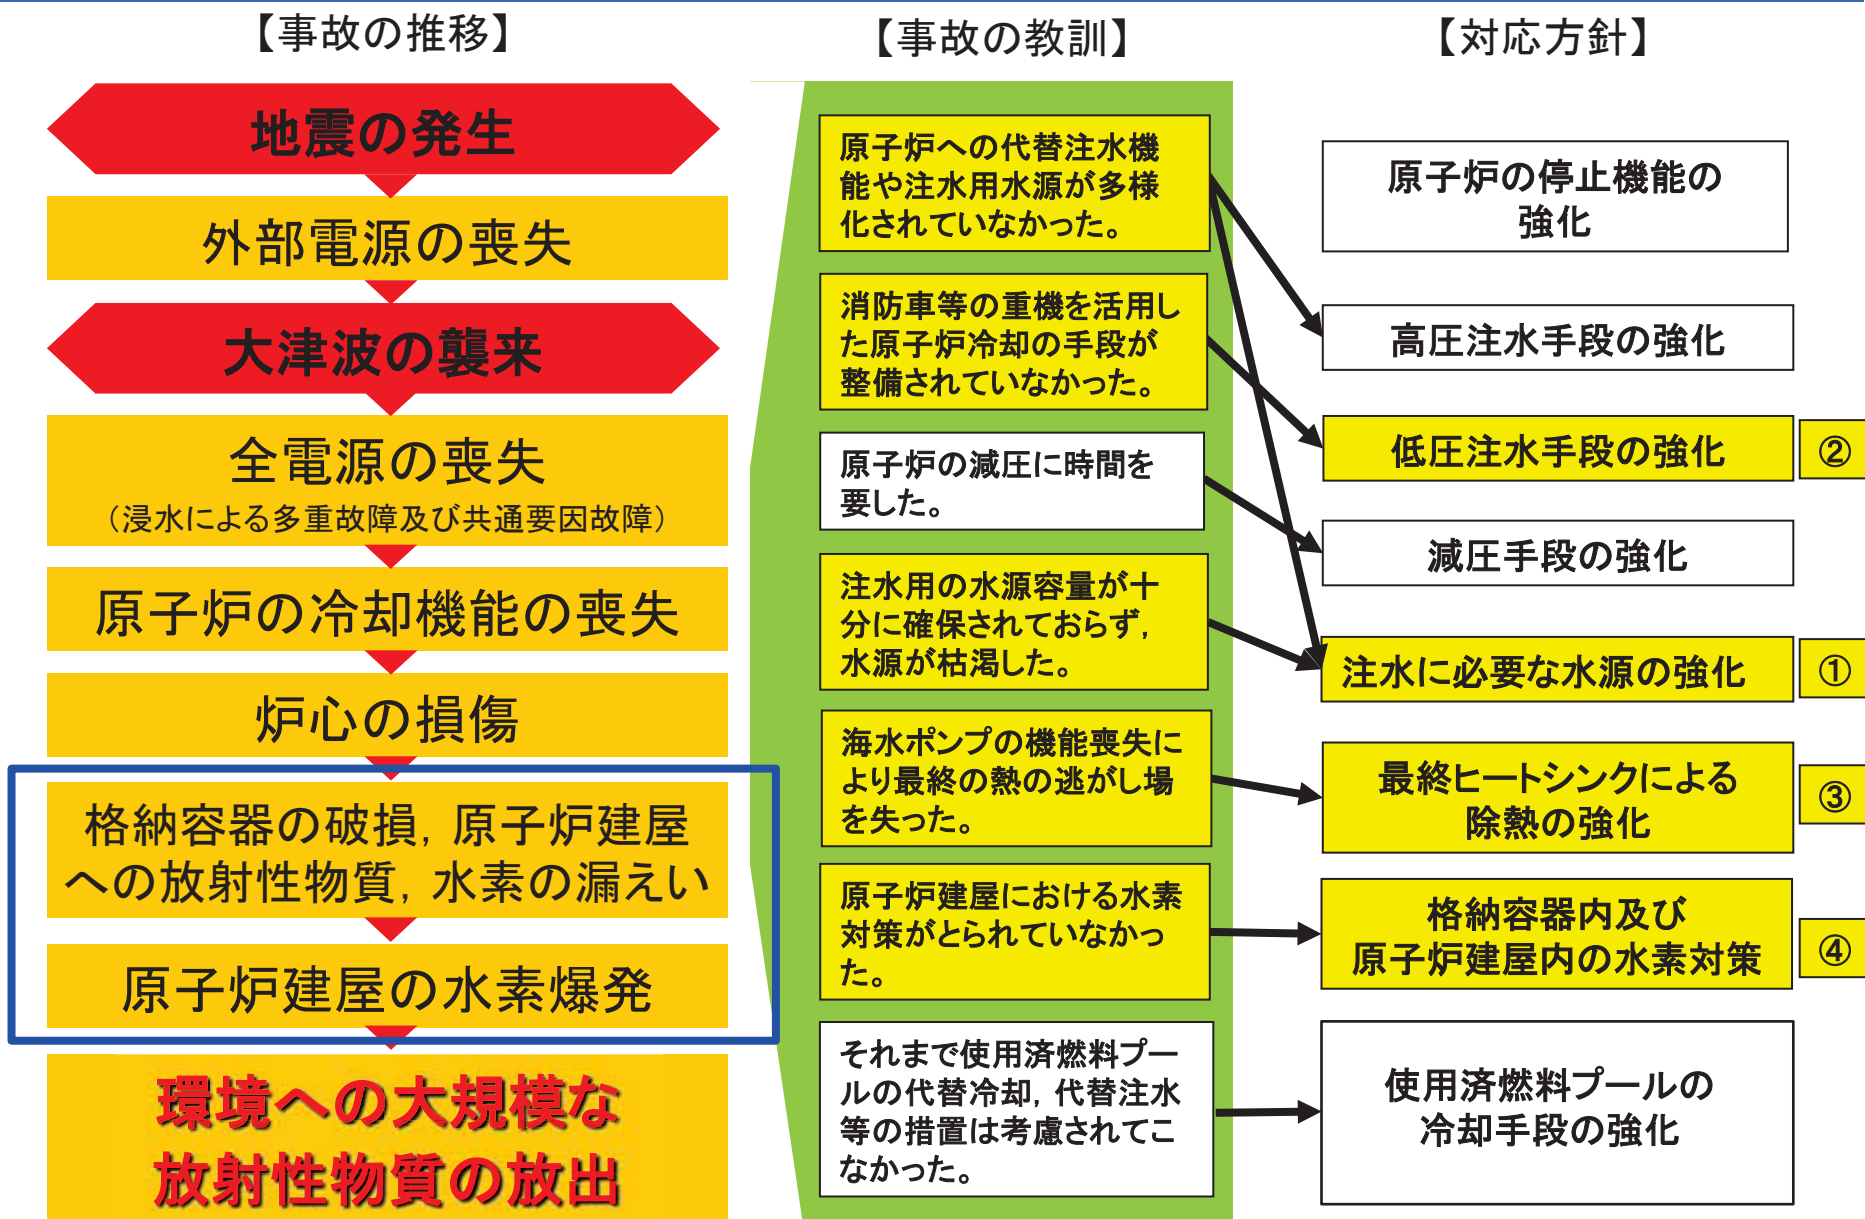 【事故の推移】
地震の発生
外部電源の喪失
大津波の襲来
全電源の喪失
（浸水による多重故障及び共通要因故障）
原子炉の冷却機能の喪失
炉心の損傷
格納容器の破損，原子炉建屋
への放射性物質，水素の漏えい
原子炉建屋の水素爆発
環境への大規模な
放射性物質の放出
【事故の教訓】
原子炉への代替注水機
能や注水用水源が多様
化されていなかった。
消防車等の重機を活用し
た原子炉冷却の手段が
整備されていなかった。
原子炉の減圧に時間を
要した。
注水用の水源容量が十
分に確保されておらず，
水源が枯渇した。
海水ポンプの機能喪失に
より最終の熱の逃がし場
を失った。
原子炉建屋における水素
対策がとられていなかっ
た。
それまで使用済燃料プー
ルの代替冷却，代替注水
等の措置は考慮されてこ
なかった。
【対応方針】
原子炉の停止機能の
強化
高圧注水手段の強化
低圧注水手段の強化
②
減圧手段の強化
注水に必要な水源の強化
①
最終ヒートシンクによる
除熱の強化
③
格納容器内及び
原子炉建屋内の水素対策
④
使用済燃料プールの
冷却手段の強化